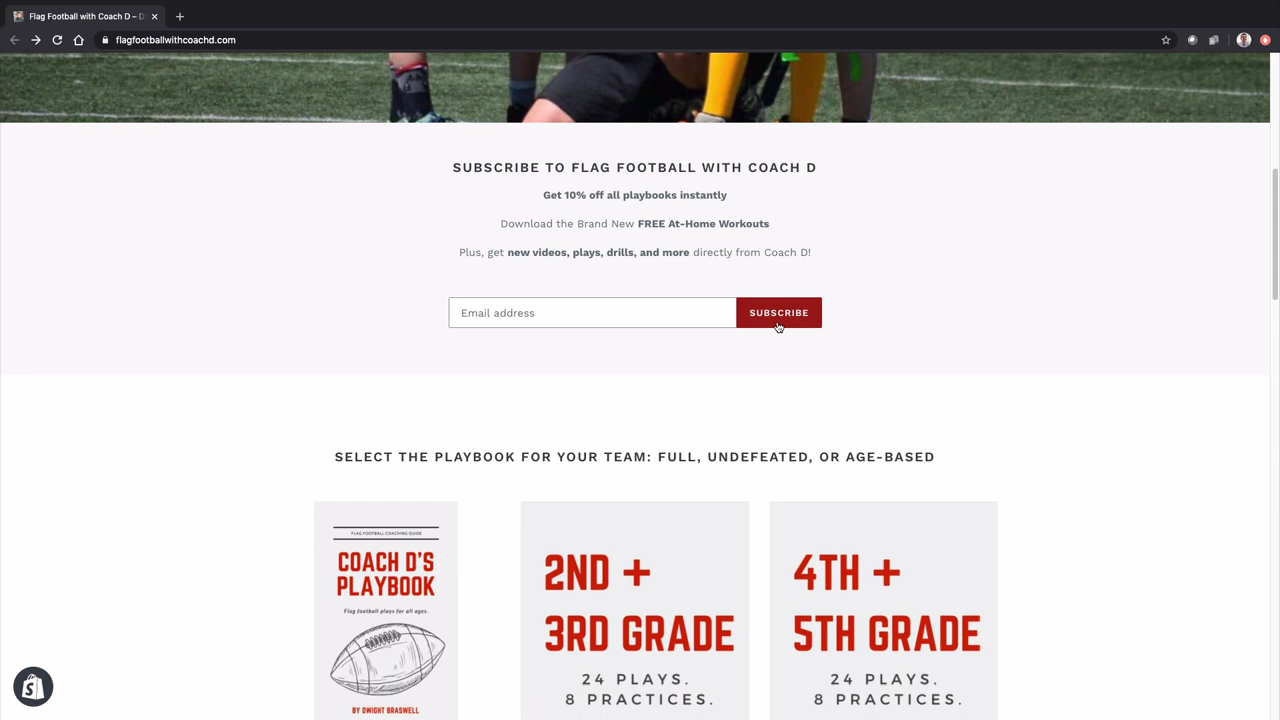 Flag Football with Coach D – D
flagfootballwithcoachd.com
SUBSCRIBE TO FLAG FOOTBALL WITH COACH D
Get 10% off all playbooks instantly
Download the Brand New FREE At-Home Workouts
Plus, get new videos, plays, drills, and more directly from Coach D!
Email address
SUBSCRIBE
SELECT THE PLAYBOOK FOR YOUR TEAM: FULL, UNDEFEATED, OR AGE-BASED
FLAG FOOTBALL COACHING GUIDE
COACH D'S
PLAYBOOK
Flag football plays for all ages.
BY DWIGHT BRASWELL
2ND +
3RD GRADE
24 PLAYS.
8 PRACTICES.
4TH +
5TH GRADE
24 PLAYS.
8 PRACTICES.